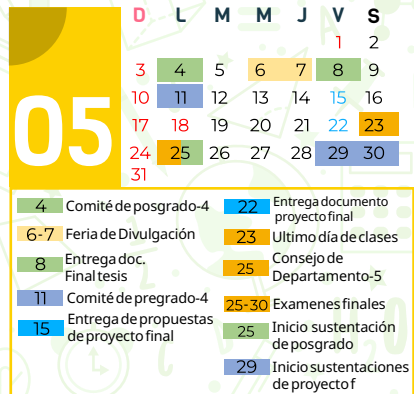 05
D L M M J V S
1 2
3 4 5 6 7 8 9
10 11 12 13 14 15 16
17 18 19 20 21 22 23
24 25 26 27 28 29 30
31
4 Comité de posgrado-4
6-7 Feria de Divulgación
8 Entrega doc.
Final tesis
11 Comité de pregrado-4
15 Entrega de propuestas
de proyecto final
22 Entrega documento
proyecto final
23 Ultimo día de clases
25 Consejo de
Departamento-5
25-30 Examenes finales
25 Inicio sustentación
de posgrado
29 Inicio sustentaciones
de proyecto f